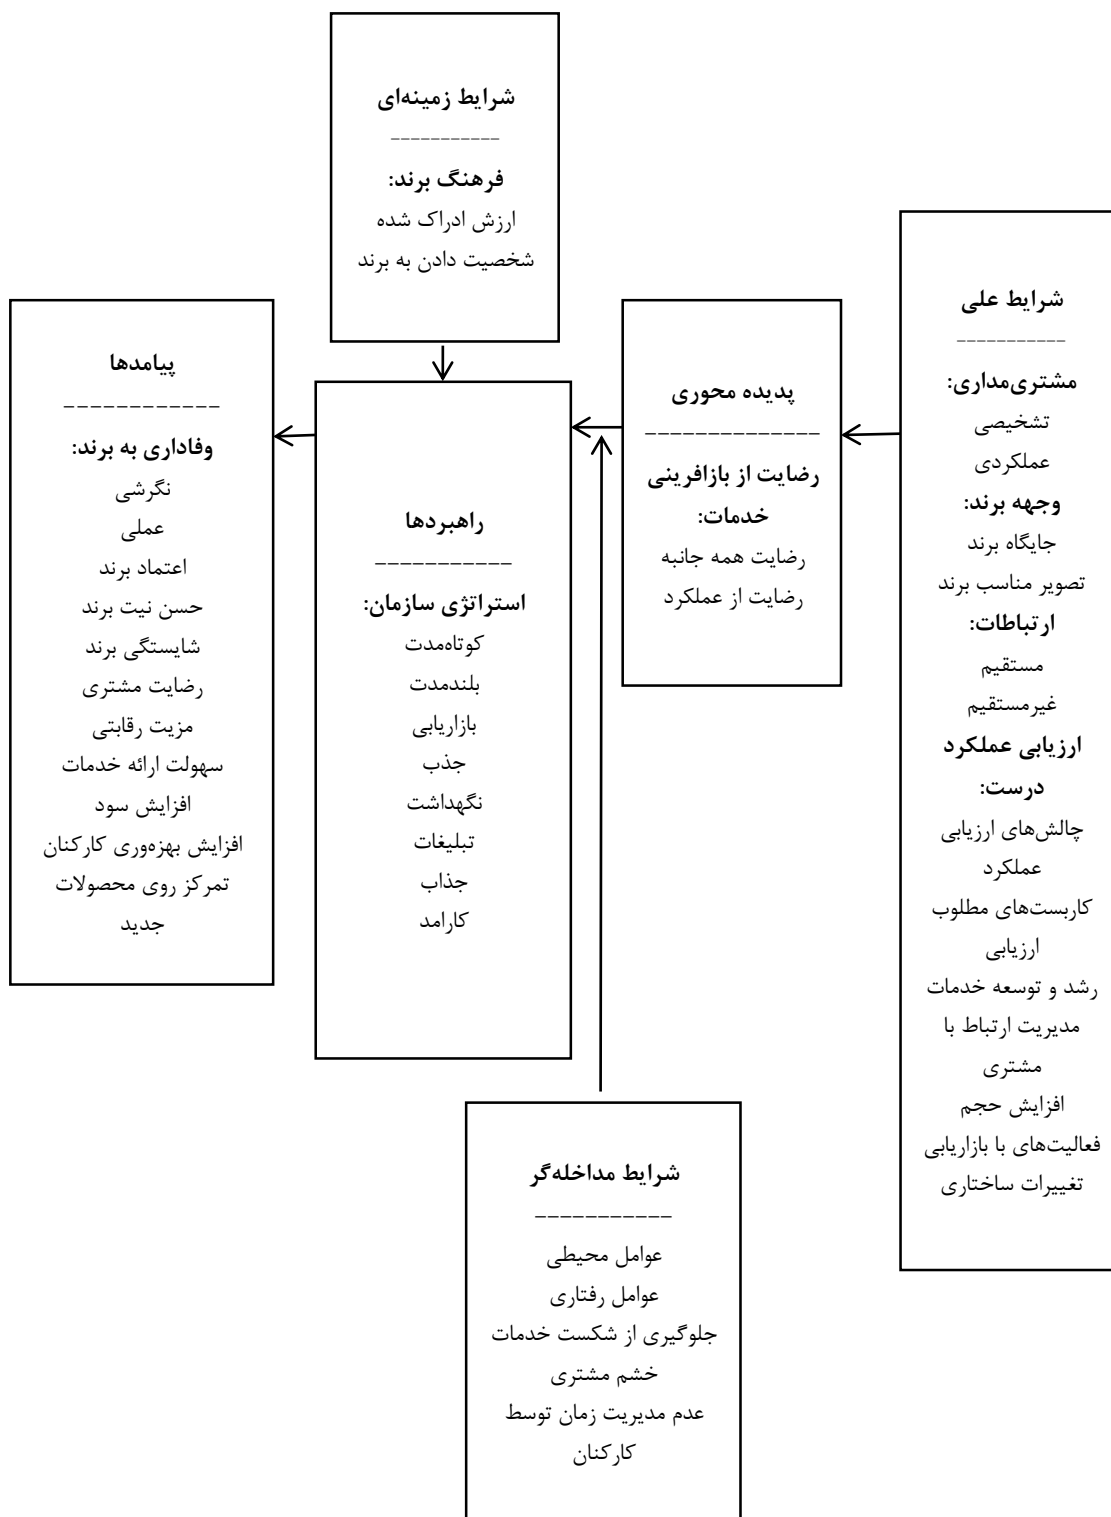 شرایط زمینه‌ای
-----------
فرهنگ برند:
ارزش ادراک شده
شخصیت دادن به برند
شرایط علی
-----------
مشتری‌مداری:
تشخیصی
عملکردی
وجهه برند:
جایگاه برند
تصویر مناسب برند
ارتباطات:
مستقیم
غیرمستقیم
ارزیابی عملکرد
درست:
چالش‌های ارزیابی
عملکرد
کاربست‌های مطلوب
ارزیابی
رشد و توسعه خدمات
مدیریت ارتباط با
مشتری
افزایش حجم
فعالیت‌های با بازاریابی
تغییرات ساختاری
پدیده محوری
--------------
رضایت از بازافرینی
خدمات:
رضایت همه جانبه
رضایت از عملکرد
راهبردها
-----------
استراتژی سازمان:
کوتاه‌مدت
بلندمدت
بازاریابی
جذب
نگهداشت
تبلیغات
جذاب
کارامد
پیامدها
------------
وفاداری به برند:
نگرشی
عملی
اعتماد برند
حسن نیت برند
شایستگی برند
رضایت مشتری
مزیت رقابتی
سهولت ارائه خدمات
افزایش سود
افزایش بهزه‌وری کارکنان
تمرکز روی محصولات
جدید
شرایط مداخله‌گر
-----------
عوامل محیطی
عوامل رفتاری
جلوگیری از شکست خدمات
خشم مشتری
عدم مدیریت زمان توسط
کارکنان